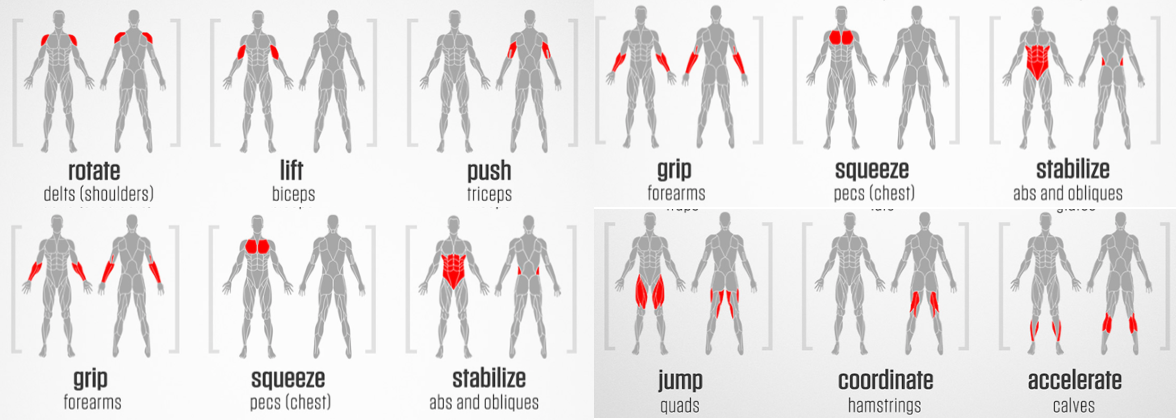 rotate
delts (shoulders)
lift
biceps
push
triceps
grip
forearms
squeeze
pecs (chest)
stabilize
abs and obliques
grip
forearms
squeeze
pecs (chest)
stabilize
abs and obliques
jump
quads
coordinate
hamstrings
accelerate
calves